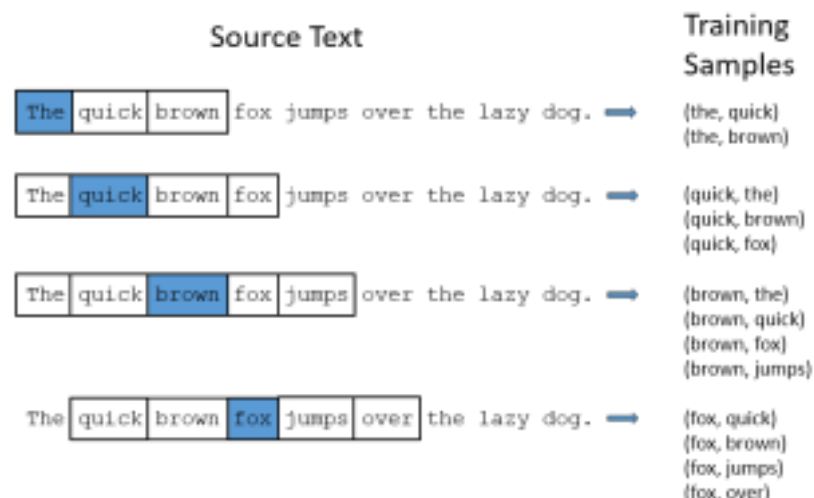 Source Text
Training
Samples
The quick brown fox jumps over the lazy dog.
(the, quick)
(the, brown)
The quick brown fox jumps over the lazy dog.
(quick, the)
(quick, brown)
(quick, fox)
The quick brown fox jumps over the lazy dog.
(brown, the)
(brown, quick)
(brown, fox)
(brown, jumps)
The quick brown fox jumps over the lazy dog.
(fox, quick)
(fox, brown)
(fox, jumps)
(fox, over)